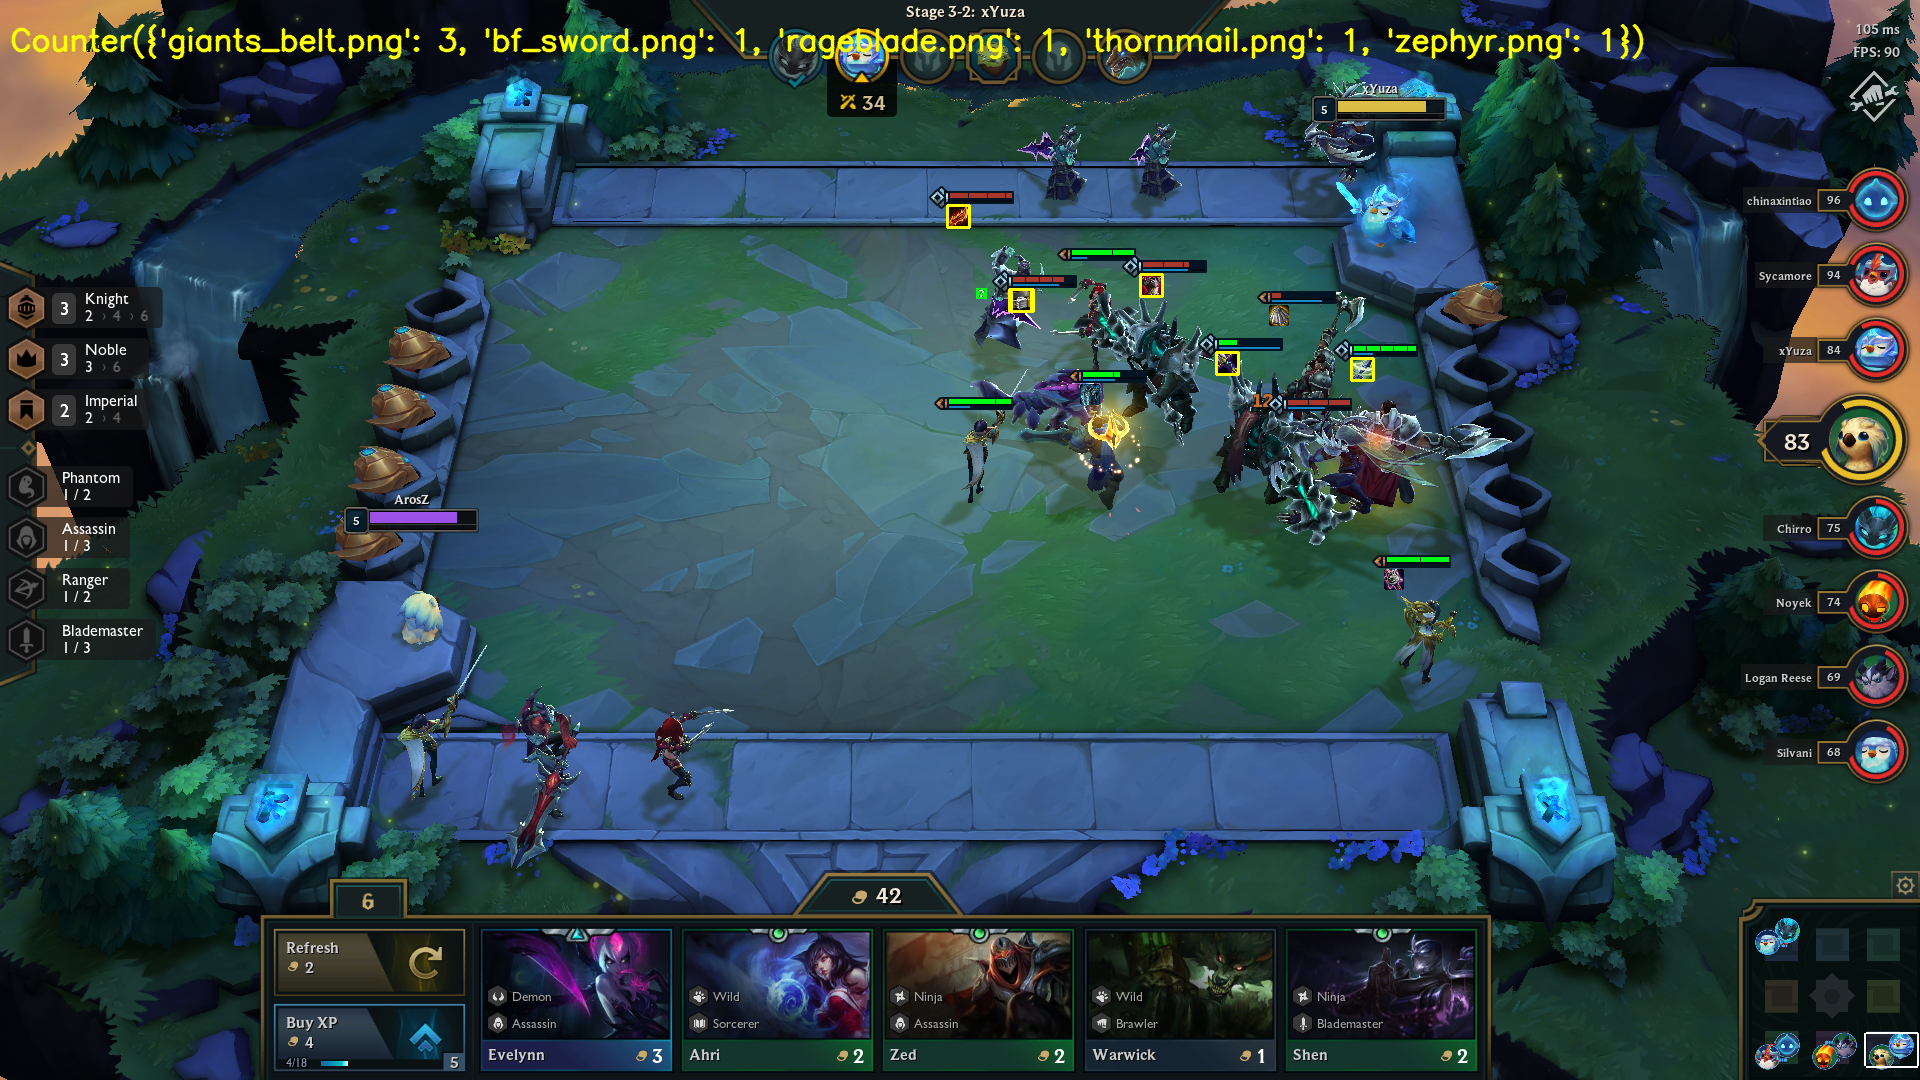 Stage 3-2: xYuza
Counter({'giants_belt.png': 3, 'bf_sword.png': 1, 'rageblade.png': 1, 'thornmail.png': 1, 'zephyr.png': 1})
105 ms
FPS: 90
34
xYuza
5
chinaxintiao 96
Sycamore 94
xYuza 84
83
Chirro 75
Noyek 74
Logan Reese 69
Silvani 68
3 Knight
2 › 4 › 6
3 Noble
3 › 6
2 Imperial
2 › 4
Phantom
1 / 2
Assassin
1 / 3
Ranger
1 / 2
Blademaster
1 / 3
ArosZ
5
12
6
42
Refresh
2
Buy XP
4
4/18
5
Demon
Assassin
Evelynn 3
Wild
Sorcerer
Ahri 2
Ninja
Assassin
Zed 2
Wild
Brawler
Warwick 1
Ninja
Blademaster
Shen 2